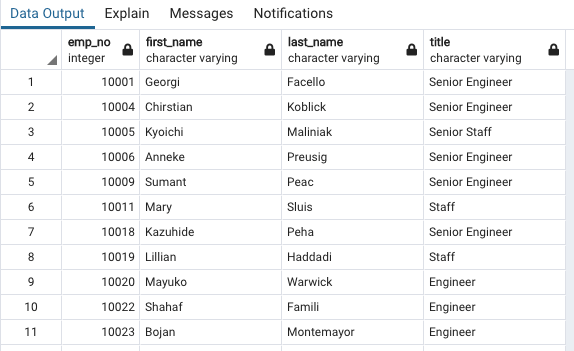 Data Output Explain Messages Notifications
emp_no first_name last_name title
integer character varying character varying character varying
1 10001 Georgi Facello Senior Engineer
2 10004 Chirstian Koblick Senior Engineer
3 10005 Kyoichi Maliniak Senior Staff
4 10006 Anneke Preusig Senior Engineer
5 10009 Sumant Peac Senior Engineer
6 10011 Mary Sluis Staff
7 10018 Kazuhide Peha Senior Engineer
8 10019 Lillian Haddadi Staff
9 10020 Mayuko Warwick Engineer
10 10022 Shahaf Famili Engineer
11 10023 Bojan Montemayor Engineer